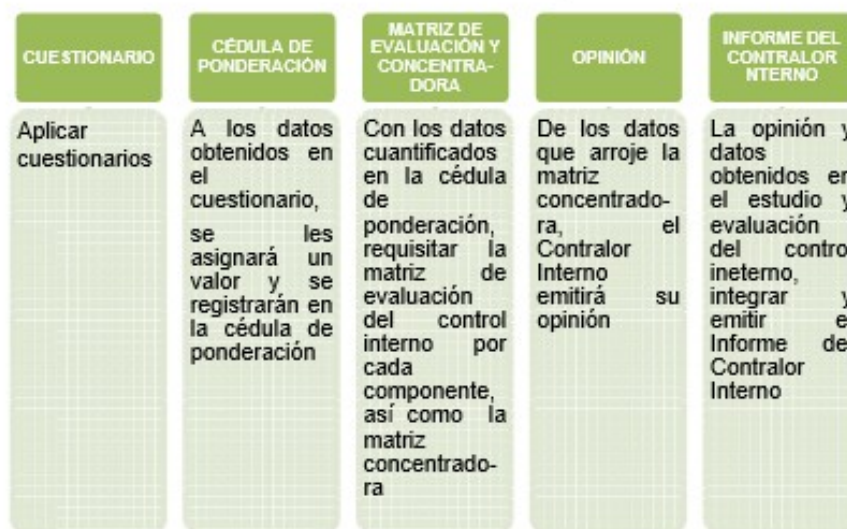 CUESTIONARIO
Aplicar
cuestionarios
CÉDULA DE
PONDERACIÓN
A los datos
obtenidos en
el
cuestionario,
se les
asignará un
valor y se
registrarán en
la cédula de
ponderación
MATRIZ DE
EVALUACIÓN Y
CONCENTRA-
DORA
Con los datos
cuantificados
en la cédula
de
ponderación,
requisitar la
matriz de
evaluación
del control
interno por
cada
componente,
así como la
matriz
concentrado-
ra
OPINIÓN
De los datos
que arroje la
matriz
concentrado-
ra, el
Contralor
Interno
emitirá su
opinión
INFORME DEL
CONTRALOR
NTERNO
La opinión y
datos
obtenidos en
el estudio y
evaluación
del contro
ineterno,
integrar y
emitir e
Informe de
Contralor
Interno